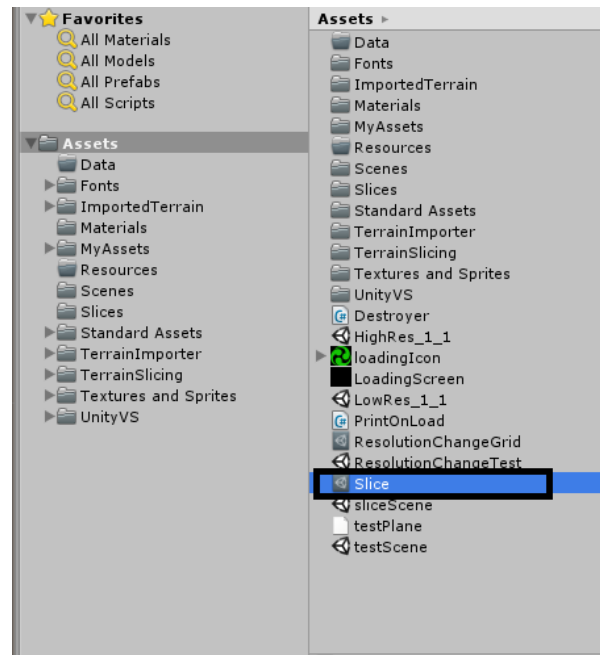 Favorites
All Materials
All Models
All Prefabs
All Scripts
Assets
Data
Fonts
ImportedTerrain
Materials
MyAssets
Resources
Scenes
Slices
Standard Assets
TerrainImporter
TerrainSlicing
Textures and Sprites
UnityVS
Assets
Data
Fonts
ImportedTerrain
Materials
MyAssets
Resources
Scenes
Slices
Standard Assets
TerrainImporter
TerrainSlicing
Textures and Sprites
UnityVS
Destroyer
HighRes_1_1
loadingIcon
LoadingScreen
LowRes_1_1
PrintOnLoad
ResolutionChangeGrid
ResolutionChangeTest
Slice
sliceScene
testPlane
testScene